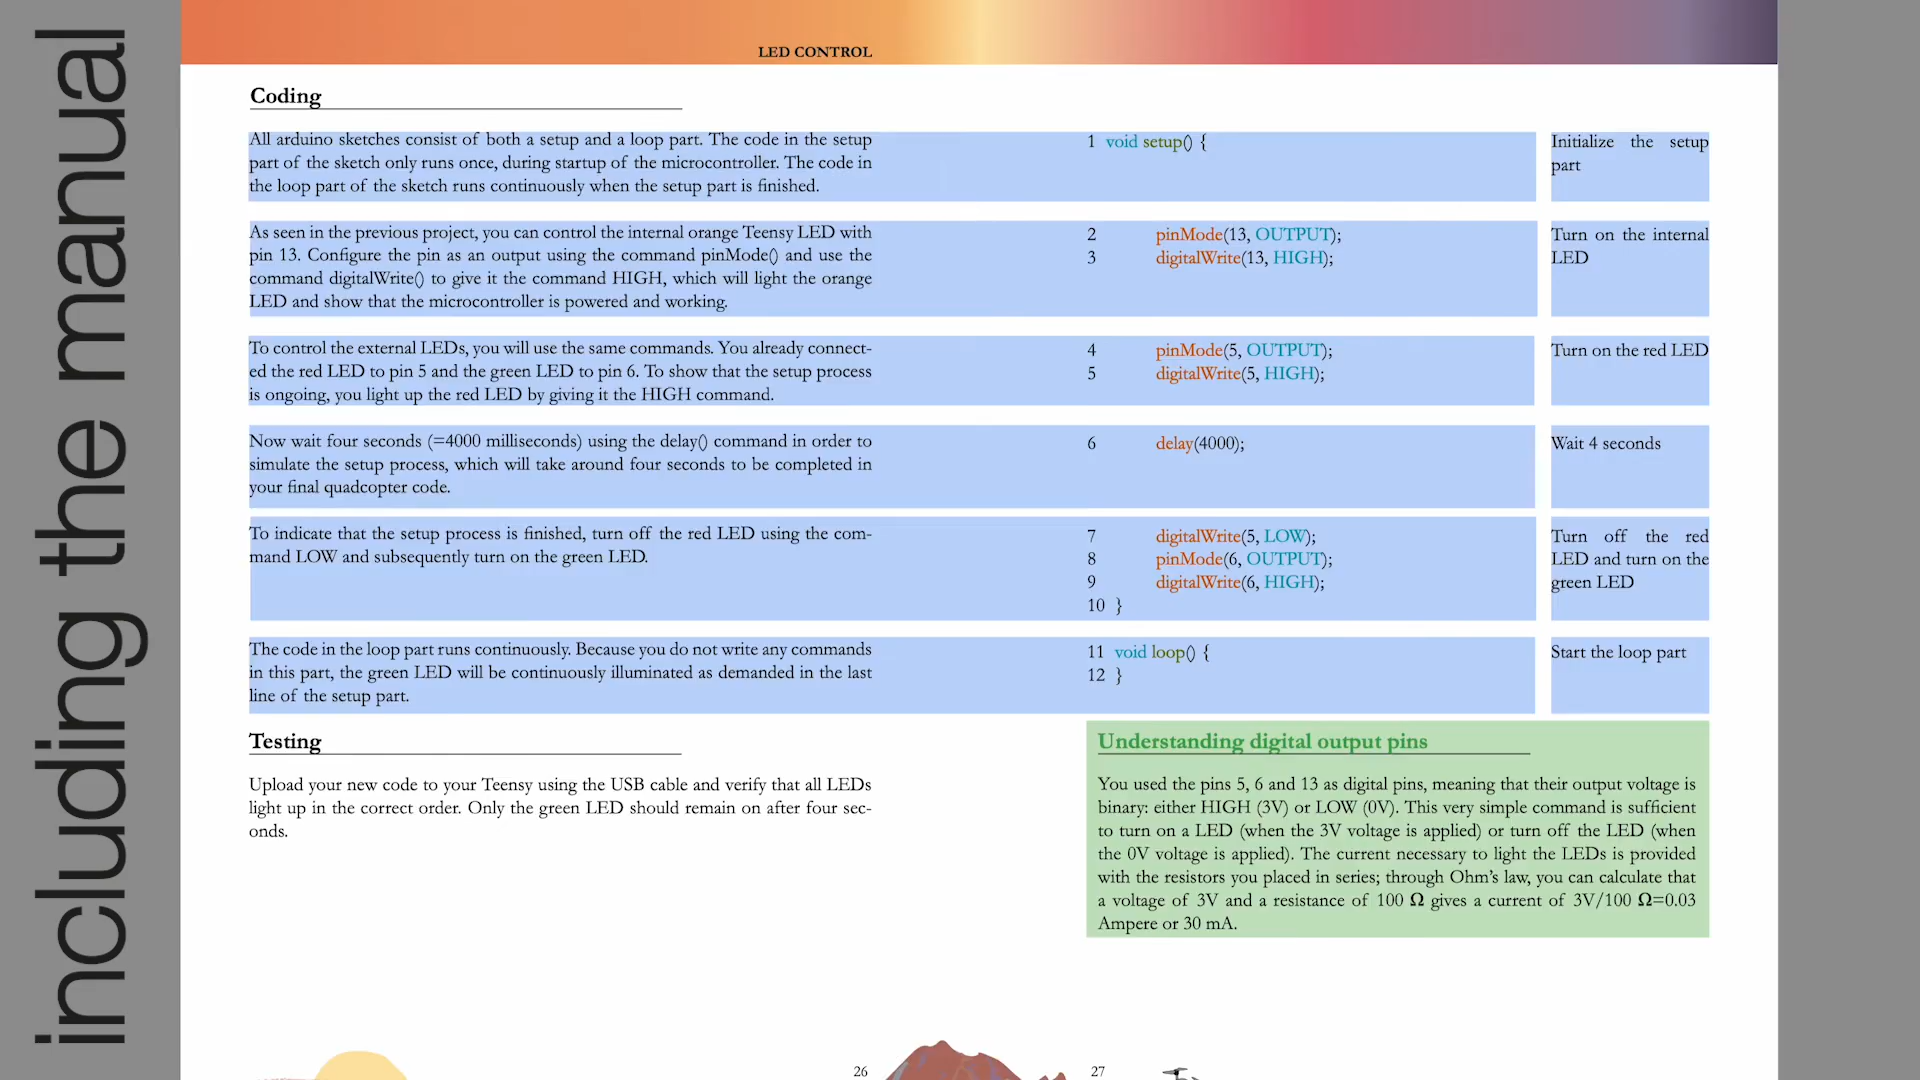 including the manual
LED CONTROL
Coding
All arduino sketches consist of both a setup and a loop part. The code in the setup
part of the sketch only runs once, during startup of the microcontroller. The code in
the loop part of the sketch runs continuously when the setup part is finished.
1 void setup() {
Initialize the setup
part
As seen in the previous project, you can control the internal orange Teensy LED with
pin 13. Configure the pin as an output using the command pinMode() and use the
command digitalWrite() to give it the command HIGH, which will light the orange
LED and show that the microcontroller is powered and working.
2 pinMode(13, OUTPUT);
3 digitalWrite(13, HIGH);
Turn on the internal
LED
To control the external LEDs, you will use the same commands. You already connect-
ed the red LED to pin 5 and the green LED to pin 6. To show that the setup process
is ongoing, you light up the red LED by giving it the HIGH command.
4 pinMode(5, OUTPUT);
5 digitalWrite(5, HIGH);
Turn on the red LED
Now wait four seconds (=4000 milliseconds) using the delay() command in order to
simulate the setup process, which will take around four seconds to be completed in
your final quadcopter code.
6 delay(4000);
Wait 4 seconds
To indicate that the setup process is finished, turn off the red LED using the com-
mand LOW and subsequently turn on the green LED.
7 digitalWrite(5, LOW);
8 pinMode(6, OUTPUT);
9 digitalWrite(6, HIGH);
10 }
Turn off the red
LED and turn on the
green LED
The code in the loop part runs continuously. Because you do not write any commands
in this part, the green LED will be continuously illuminated as demanded in the last
line of the setup part.
11 void loop() {
12 }
Start the loop part
Testing
Upload your new code to your Teensy using the USB cable and verify that all LEDs
light up in the correct order. Only the green LED should remain on after four sec-
onds.
Understanding digital output pins
You used the pins 5, 6 and 13 as digital pins, meaning that their output voltage is
binary: either HIGH (3V) or LOW (0V). This very simple command is sufficient
to turn on a LED (when the 3V voltage is applied) or turn off the LED (when
the 0V voltage is applied). The current necessary to light the LEDs is provided
with the resistors you placed in series; through Ohm's law, you can calculate that
a voltage of 3V and a resistance of 100 Ω gives a current of 3V/100 Ω=0.03
Ampere or 30 mA.
26
27